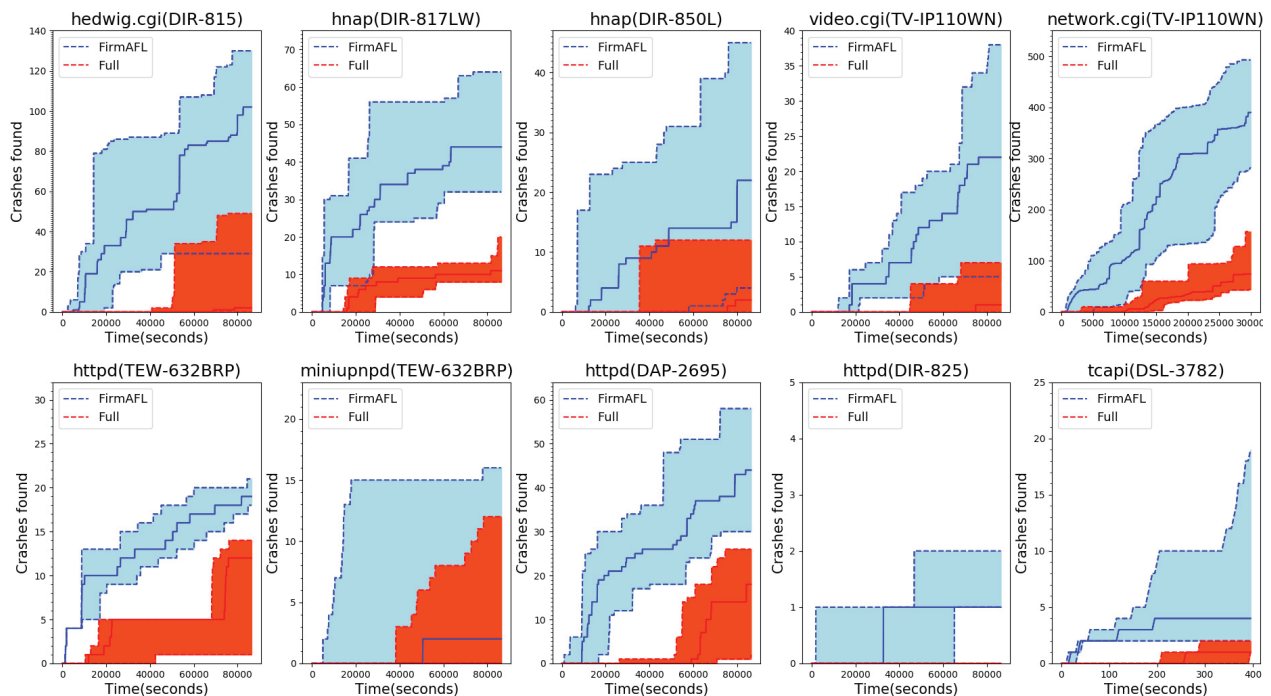 hedwig.cgi(DIR-815)
hnap(DIR-817LW)
hnap(DIR-850L)
video.cgi(TV-IP110WN)
network.cgi(TV-IP110WN)
FirmAFL
Full
FirmAFL
Full
FirmAFL
Full
FirmAFL
Full
FirmAFL
Full
Crashes found
140
120
100
80
60
40
20
0
Crashes found
70
60
50
40
30
20
10
0
Crashes found
40
30
20
10
0
Crashes found
40
35
30
25
20
15
10
5
0
Crashes found
500
400
300
200
100
0
0 20000 40000 60000 80000
0 20000 40000 60000 80000
0 20000 40000 60000 80000
0 20000 40000 60000 80000
0 5000 10000 15000 20000 25000 30000
Time(seconds)
Time(seconds)
Time(seconds)
Time(seconds)
Time(seconds)
httpd(TEW-632BRP)
miniupnpd(TEW-632BRP)
httpd(DAP-2695)
httpd(DIR-825)
tcapi(DSL-3782)
FirmAFL
Full
FirmAFL
Full
FirmAFL
Full
FirmAFL
Full
FirmAFL
Full
Crashes found
30
25
20
15
10
5
0
Crashes found
20
15
10
5
0
Crashes found
60
50
40
30
20
10
0
Crashes found
5
4
3
2
1
0
Crashes found
25
20
15
10
5
0
0 20000 40000 60000 80000
0 20000 40000 60000 80000
0 20000 40000 60000 80000
0 20000 40000 60000 80000
0 100 200 300 400
Time(seconds)
Time(seconds)
Time(seconds)
Time(seconds)
Time(seconds)